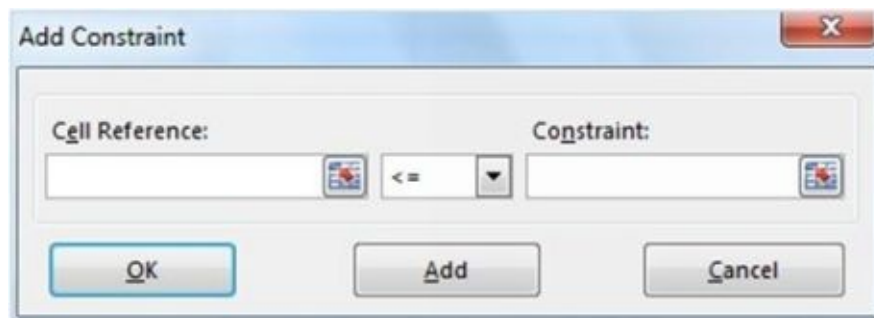 Add Constraint
Cell Reference:
Constraint:
<=
OK
Add
Cancel